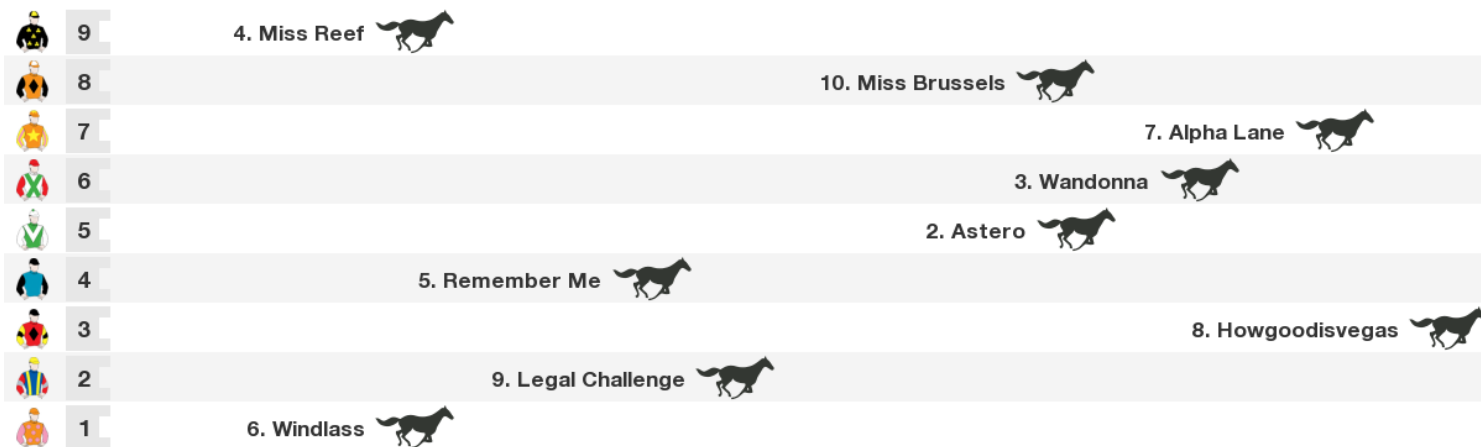 9 4. Miss Reef
8 10. Miss Brussels
7 7. Alpha Lane
6 3. Wandonna
5 2. Astero
4 5. Remember Me
3 8. Howgoodisvegas
2 9. Legal Challenge
1 6. Windlass